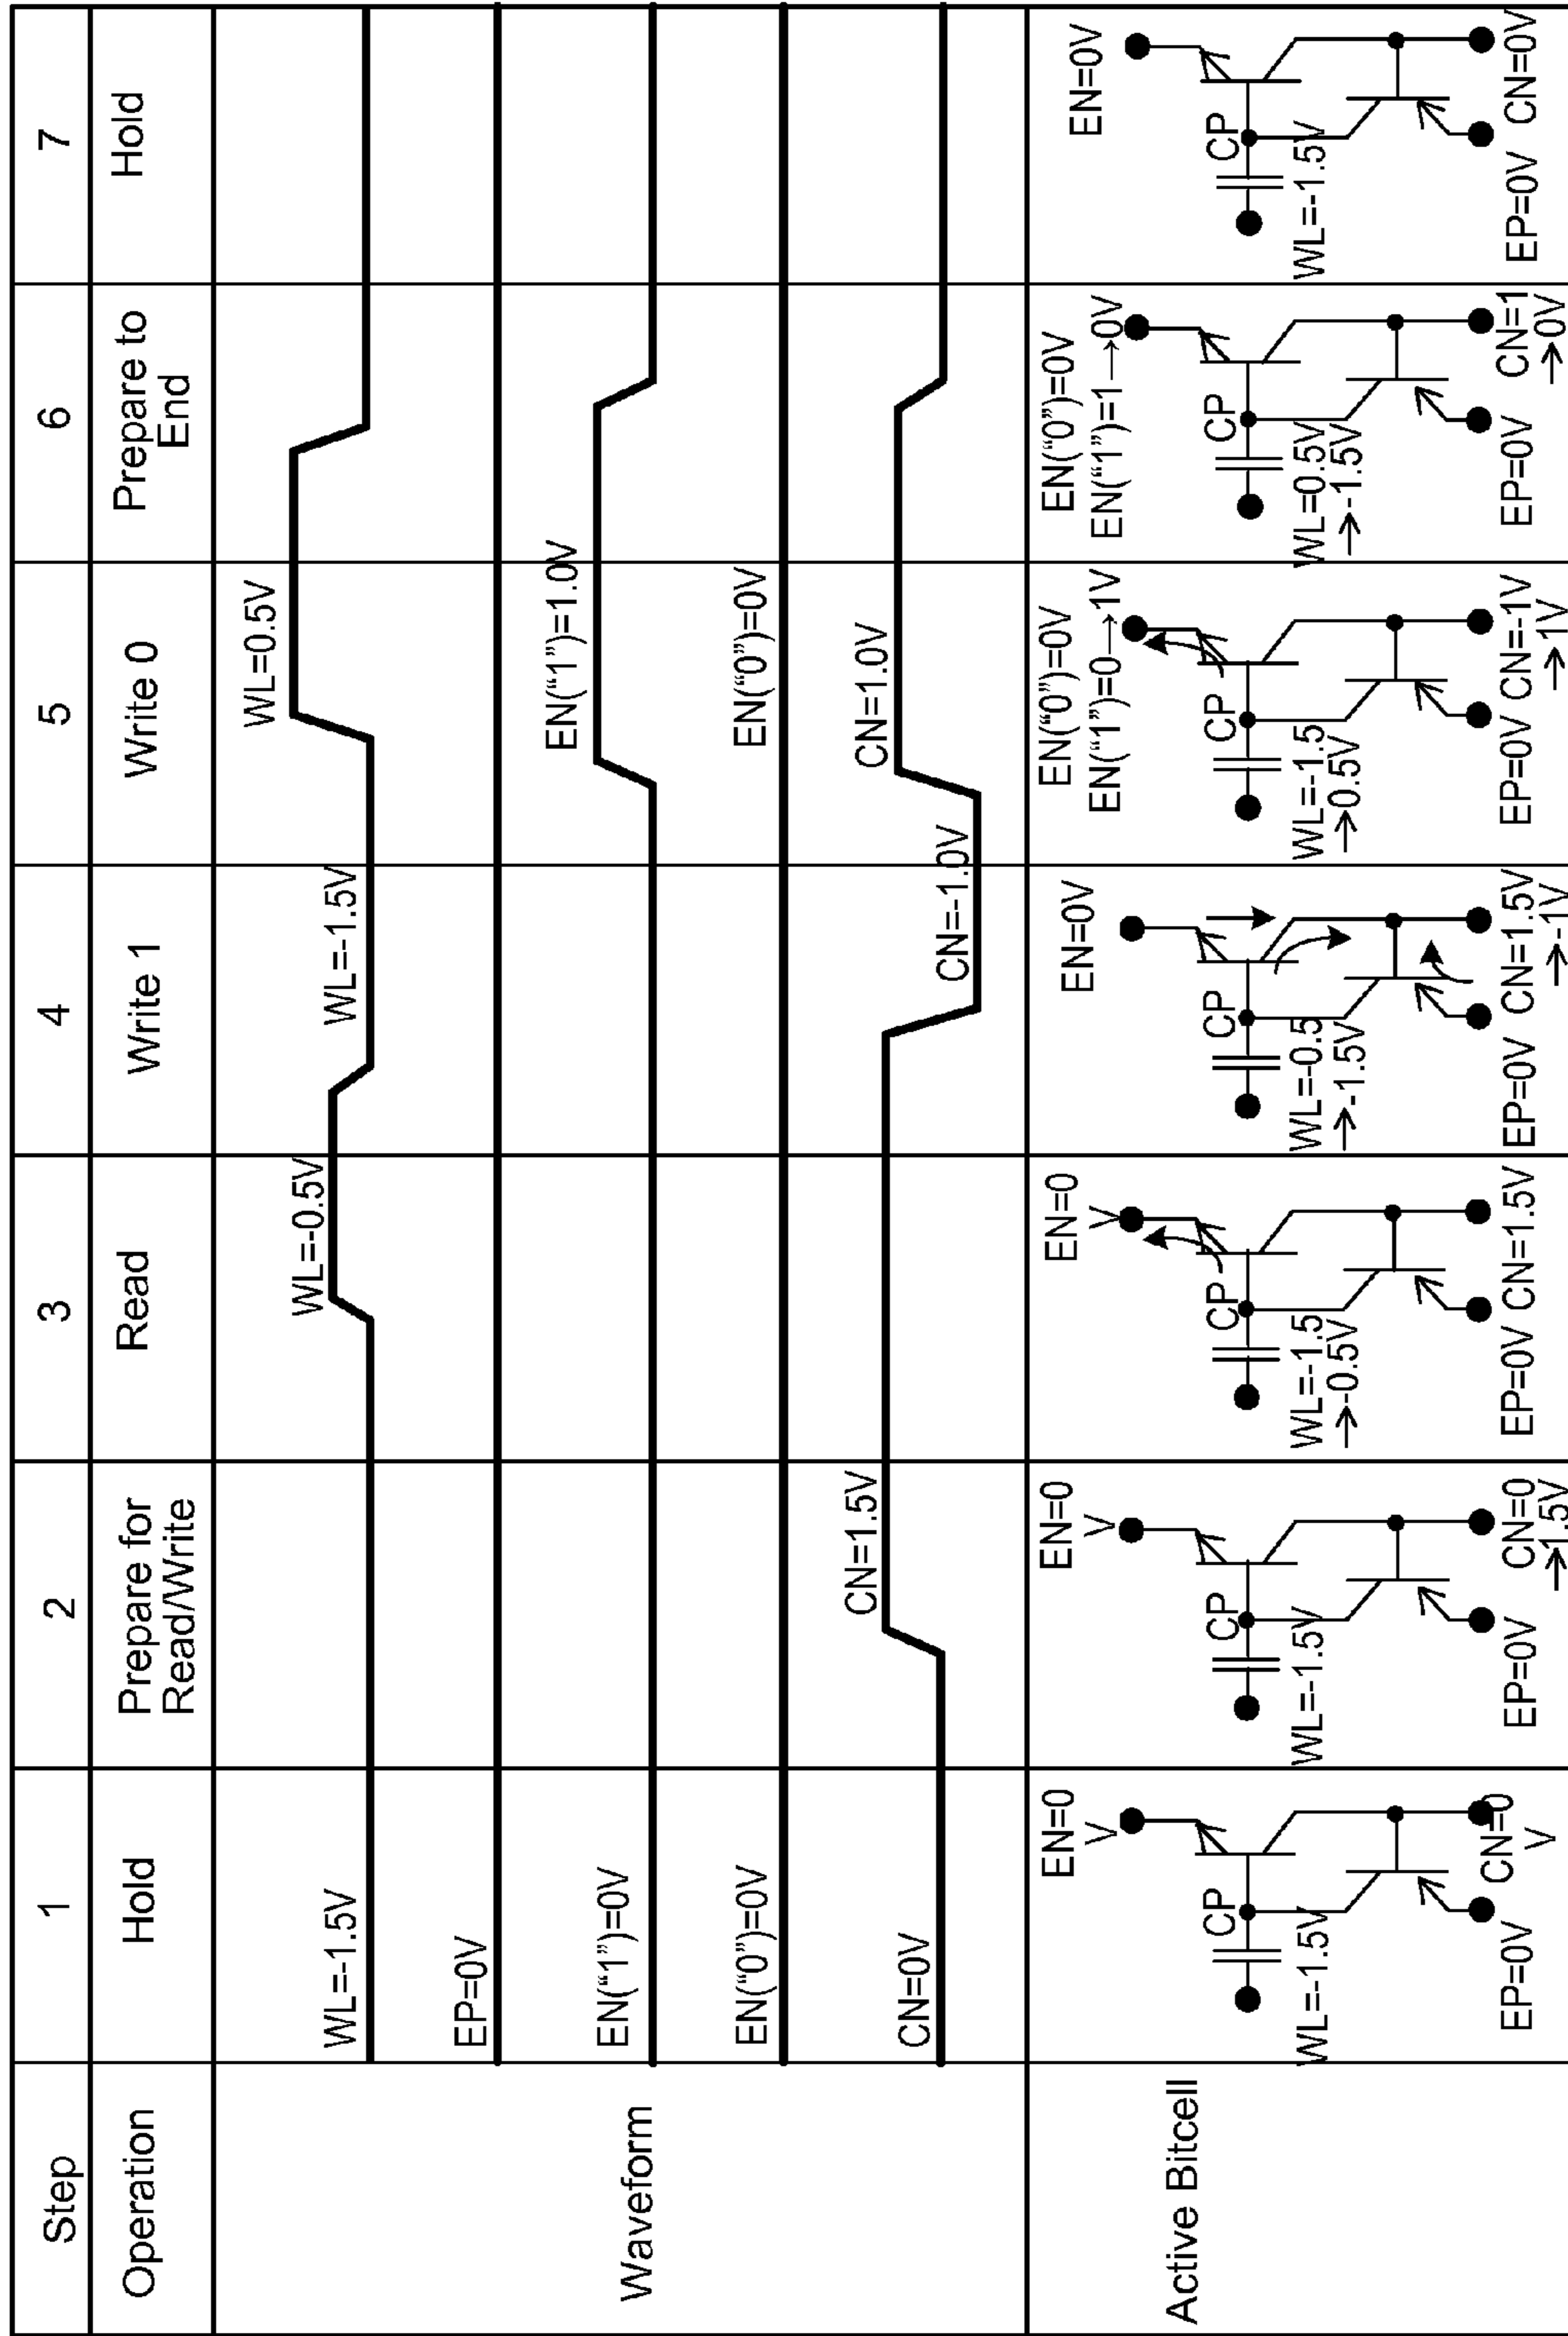 Step
1
2
3
4
5
6
7
Operation
Hold
Prepare for
Read/Write
Read
Write 1
Write 0
Prepare to
End
Hold
Waveform
WL=-1.5V
WL=-0.5V
WL=-1.5V
WL=0.5V
EP=0V
EN("1")=0V
EN("1")=1.0V
EN("0")=0V
EN("0")=0V
CN=0V
CN=1.5V
CN=-1.0V
CN=1.0V
Active Bitcell
EN=0
V
CP
WL=-1.5V
EP=0V
CN=0
V
EN=0
V
CP
WL=-1.5V
EP=0V
CN=0
→1.5V
EN=0
V
CP
WL=-1.5
→-0.5V
EP=0V
CN=1.5V
EN=0V
CP
WL=-0.5
→-1.5V
EP=0V
CN=1.5V
→-1V
EN("0")=0V
EN("1")=0→1V
CP
WL=-1.5
→0.5V
EP=0V
CN=-1V
→1V
EN("0")=0V
EN("1")=1→0V
CP
WL=0.5V
→-1.5V
EP=0V
CN=1
→0V
EN=0V
CP
WL=-1.5V
EP=0V
CN=0V